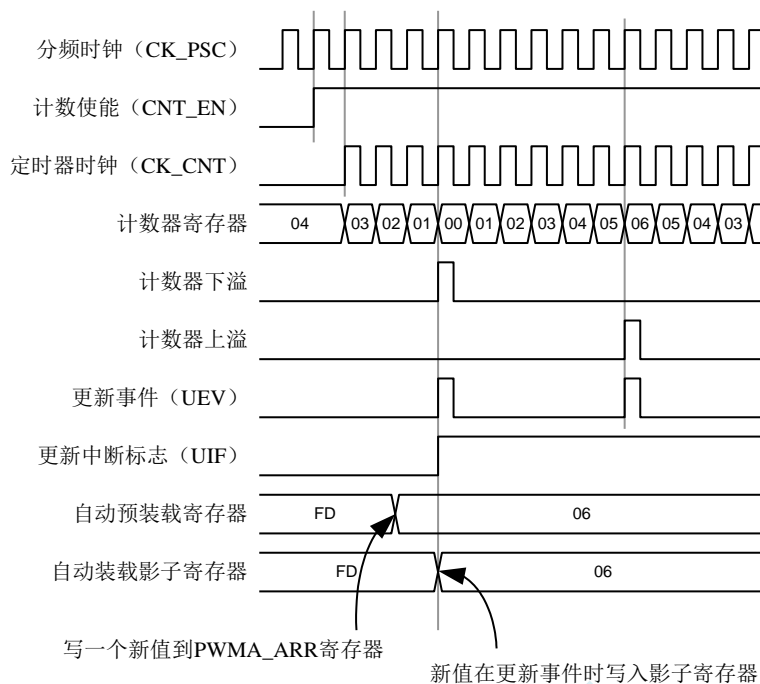 分频时钟（CK_PSC）
计数使能（CNT_EN）
定时器时钟（CK_CNT）
计数器寄存器 04 03 02 01 00 01 02 03 04 05 06 05 04 03
计数器下溢
计数器上溢
更新事件（UEV）
更新中断标志（UIF）
自动预装载寄存器 FD 06
自动装载影子寄存器 FD 06
写一个新值到PWMA_ARR寄存器
新值在更新事件时写入影子寄存器